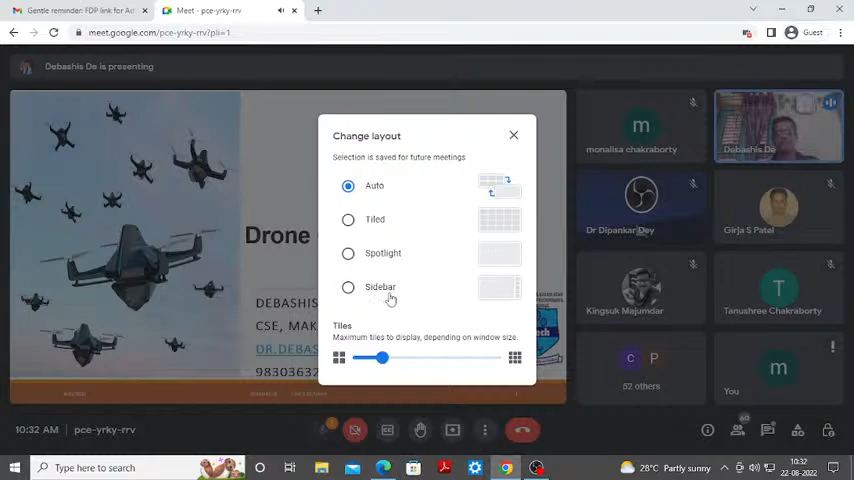 Gentle reminder: FDP link for Ad
Meet - pce-yrky-rrv
meet.google.com/pce-yrky-rrv?pli=1
Guest
Debashis De is presenting
Drone
DEBASHIS
CSE, MAK
DR.DEBAS
9830363
Change layout
Selection is saved for future meetings
Auto
Tiled
Spotlight
Sidebar
Tiles
Maximum tiles to display, depending on window size.
m
monalisa chakraborty
Debashis De
Dr Dipankar Dey
Girja S Patel
Kingsuk Majumdar
T
Tanushree Chakraborty
C P
52 others
m
You
10:32 AM
pce-yrky-rrv
60
Type here to search
28°C Partly sunny
10:32
22-08-2022